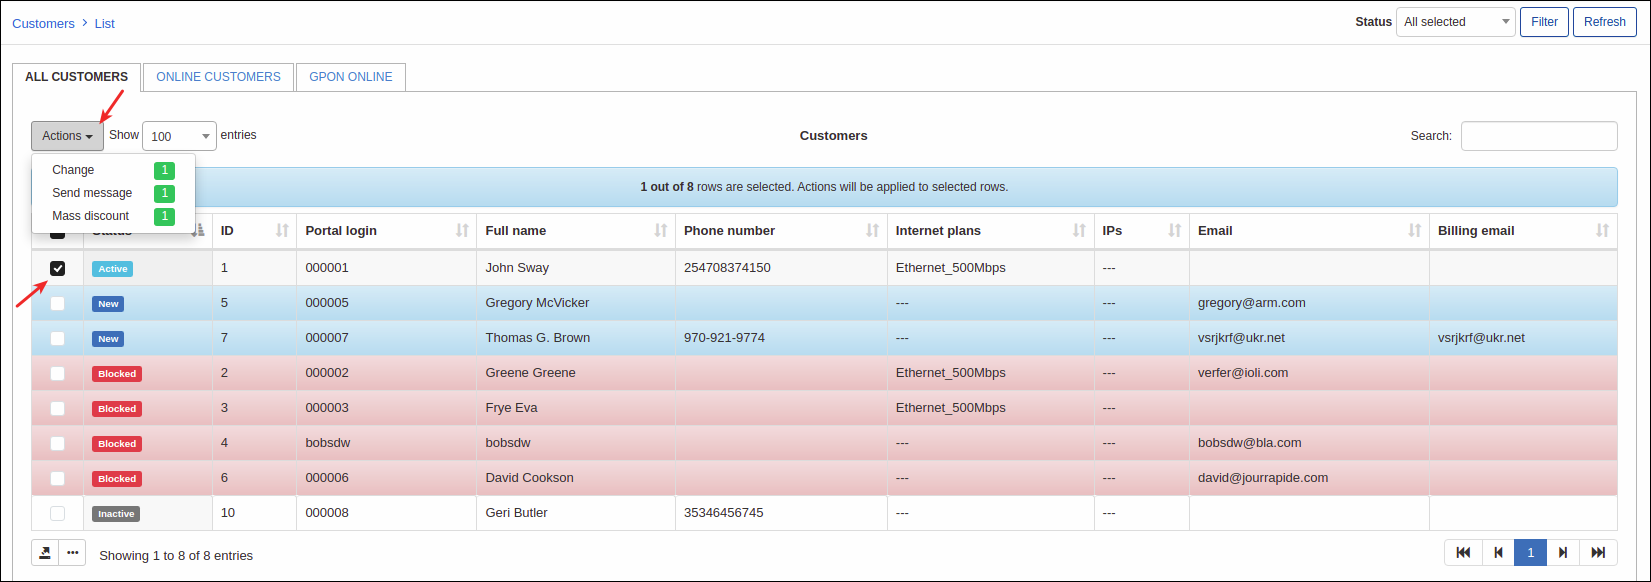 Customers > List
Status All selected Filter Refresh
ALL CUSTOMERS ONLINE CUSTOMERS GPON ONLINE
Actions Show 100 entries Customers Search:
Change 1
Send message 1
Mass discount 1
1 out of 8 rows are selected. Actions will be applied to selected rows.
Status ID Portal login Full name Phone number Internet plans IPs Email Billing email
Active 1 000001 John Sway 254708374150 Ethernet_500Mbps ---
New 5 000005 Gregory McVicker --- --- gregory@arm.com
New 7 000007 Thomas G. Brown 970-921-9774 --- --- vsrjkrf@ukr.net vsrjkrf@ukr.net
Blocked 2 000002 Greene Greene Ethernet_500Mbps --- verfer@ioli.com
Blocked 3 000003 Frye Eva Ethernet_500Mbps ---
Blocked 4 bobsdw bobsdw --- --- bobsdw@bla.com
Blocked 6 000006 David Cookson --- --- david@jourrapide.com
Inactive 10 000008 Geri Butler 35346456745 --- ---
Showing 1 to 8 of 8 entries 1